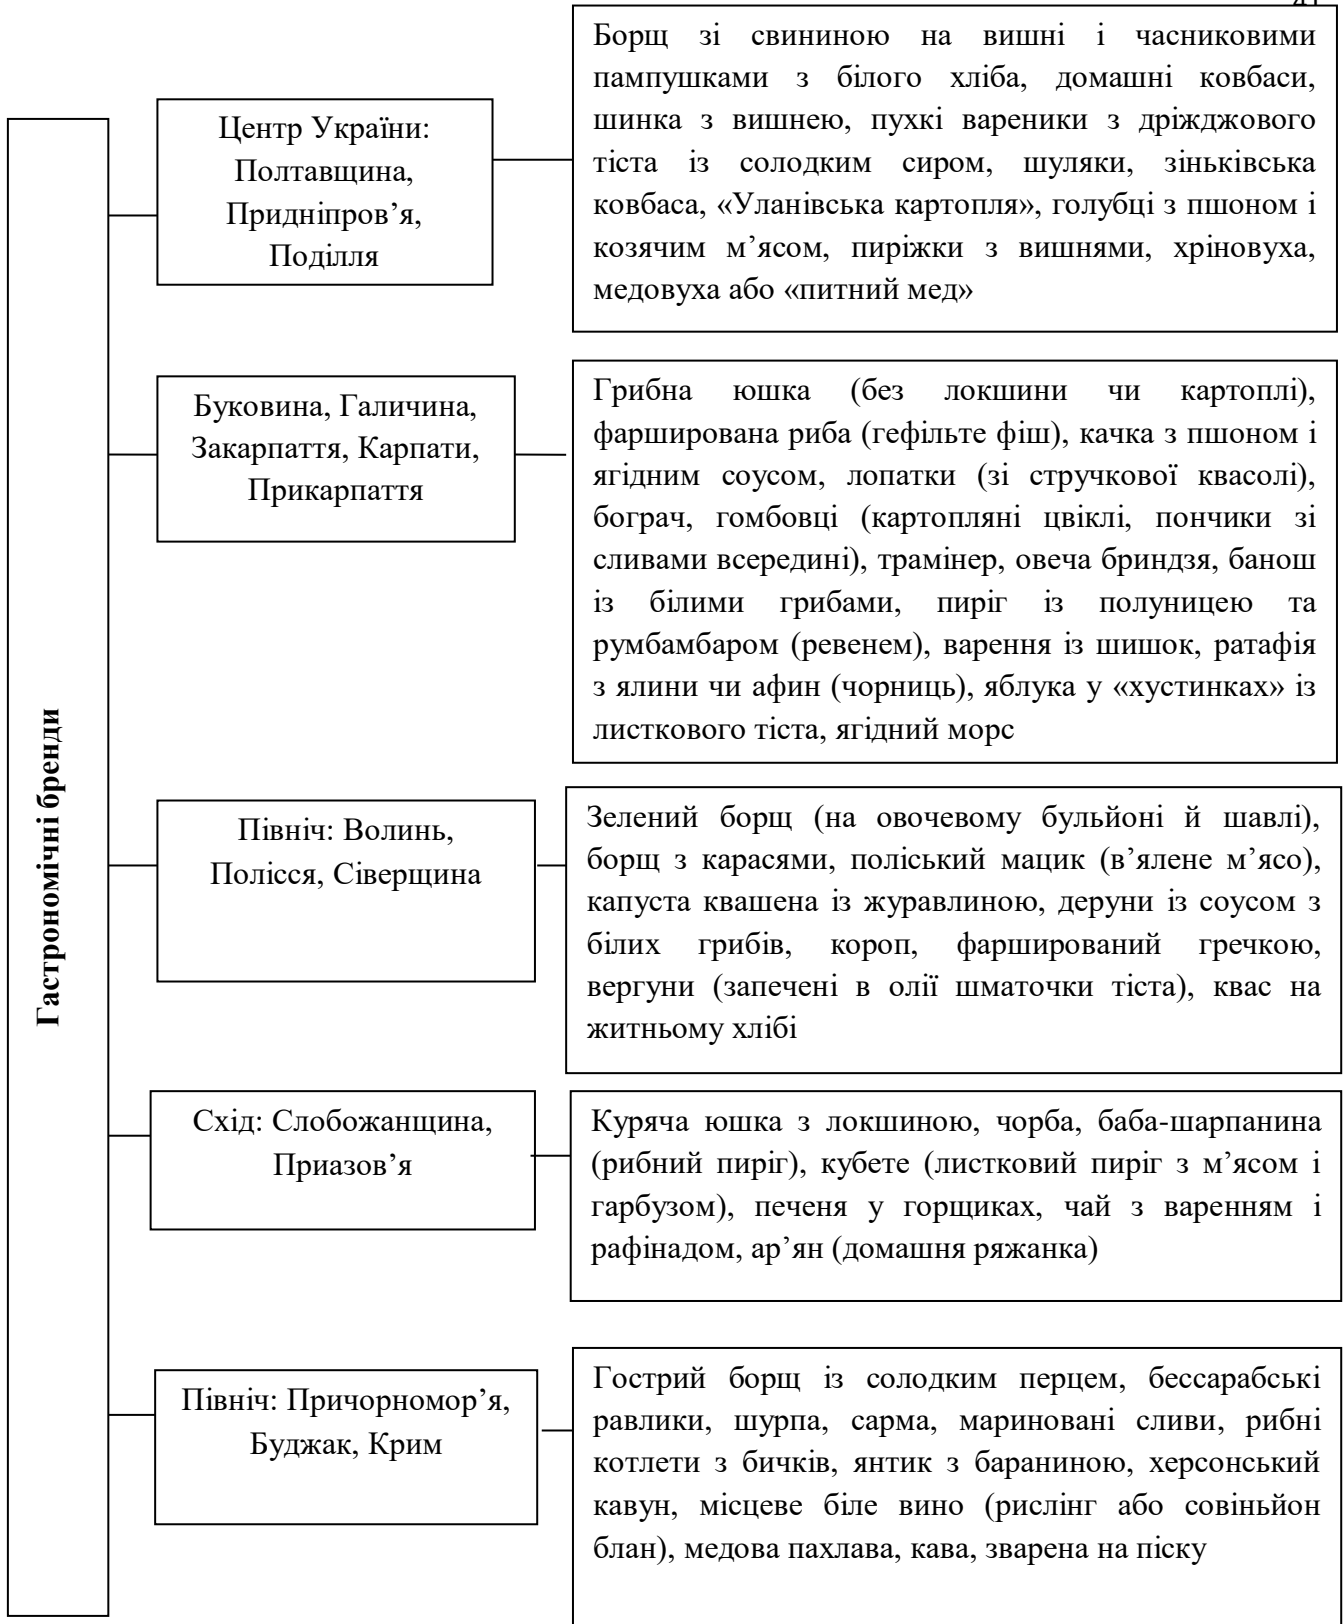 Борщ зі свининою на вишні і часниковими
пампушками з білого хліба, домашні ковбаси,
шинка з вишнею, пухкі вареники з дріжджового
тіста із солодким сиром, шуляки, зіньківська
ковбаса, «Уланівська картопля», голубці з пшоном і
козячим м’ясом, пиріжки з вишнями, хріновуха,
медовуха або «питний мед»
Центр України:
Полтавщина,
Придніпров’я,
Поділля
Буковина, Галичина,
Закарпаття, Карпати,
Прикарпаття
Грибна юшка (без локшини чи картоплі),
фарширована риба (гефільте фіш), качка з пшоном і
ягідним соусом, лопатки (зі стручкової квасолі),
бограч, гомбовці (картопляні цвіклі, пончики зі
сливами всередині), трамінер, овеча бриндзя, банош
із білими грибами, пиріг із полуницею та
румбамбаром (ревенем), варення із шишок, ратафія
з ялини чи афин (чорниць), яблука у «хустинках» із
листкового тіста, ягідний морс
Гастрономічні бренди
Північ: Волинь,
Полісся, Сіверщина
Зелений борщ (на овочевому бульйоні й шавлі),
борщ з карасями, поліський мацик (в’ялене м’ясо),
капуста квашена із журавлиною, деруни із соусом з
білих грибів, короп, фарширований гречкою,
вергуни (запечені в олії шматочки тіста), квас на
житньому хлібі
Схід: Слобожанщина,
Приазов’я
Куряча юшка з локшиною, чорба, баба-шарпанина
(рибний пиріг), кубете (листковий пиріг з м’ясом і
гарбузом), печеня у горщиках, чай з варенням і
рафінадом, ар’ян (домашня ряжанка)
Північ: Причорномор’я,
Буджак, Крим
Гострий борщ із солодким перцем, бессарабські
равлики, шурпа, сарма, мариновані сливи, рибні
котлети з бичків, янтик з бараниною, херсонський
кавун, місцеве біле вино (рислінг або совіньйон
блан), медова пахлава, кава, зварена на піску